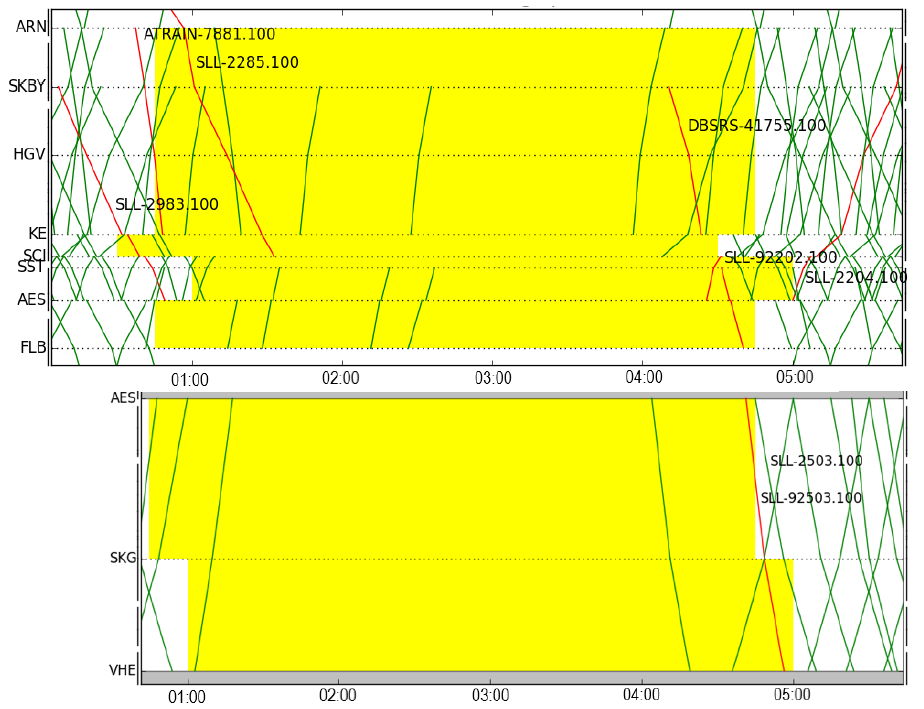 ARN
ATRAIN-7881.100
SLL-2285.100
SKBY
DBSRS-41755.100
HGV
SLL-2983.100
KE
SCI
SLL-92202.100
SST
SLL-2204.100
AES
FLB
01:00 02:00 03:00 04:00 05:00
AES
SLL-2503.100
SLL-92503.100
SKG
VHE
01:00 02:00 03:00 04:00 05:00